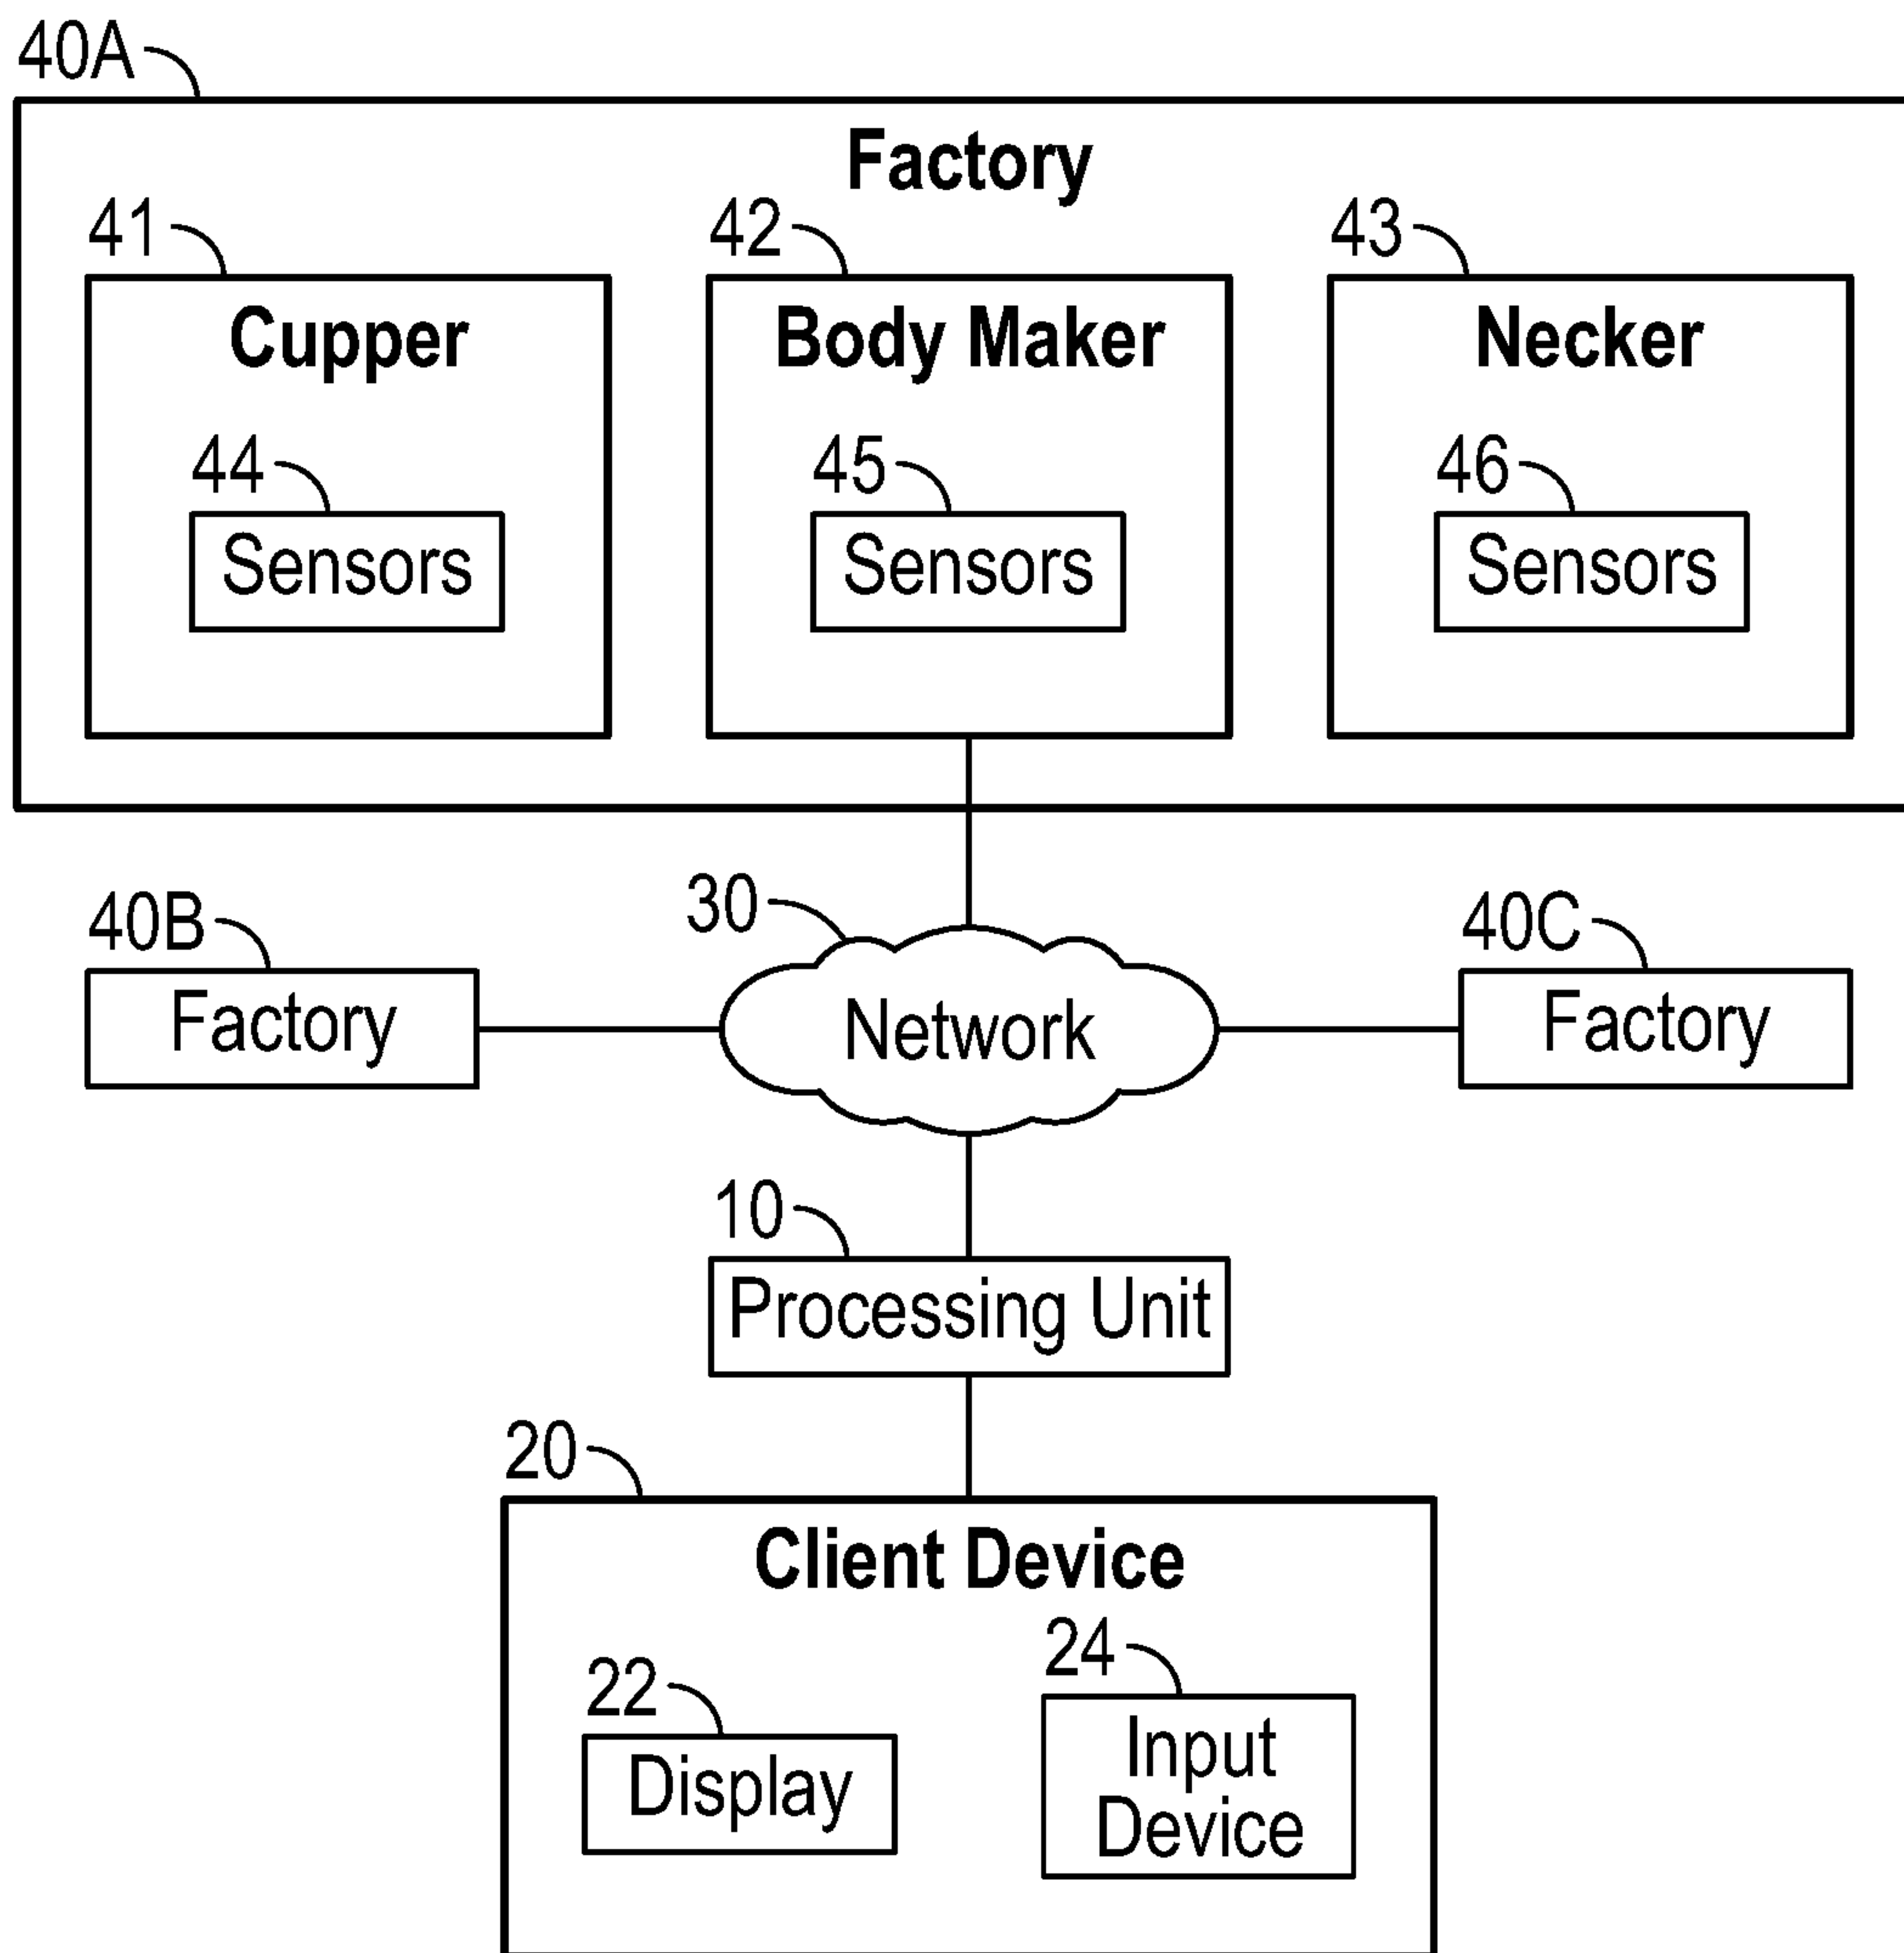 40A
Factory
41
42
43
Cupper
Body Maker
Necker
44
45
46
Sensors
Sensors
Sensors
30
40B
40C
Factory
Network
Factory
10
Processing Unit
20
Client Device
22
24
Display
Input
Device